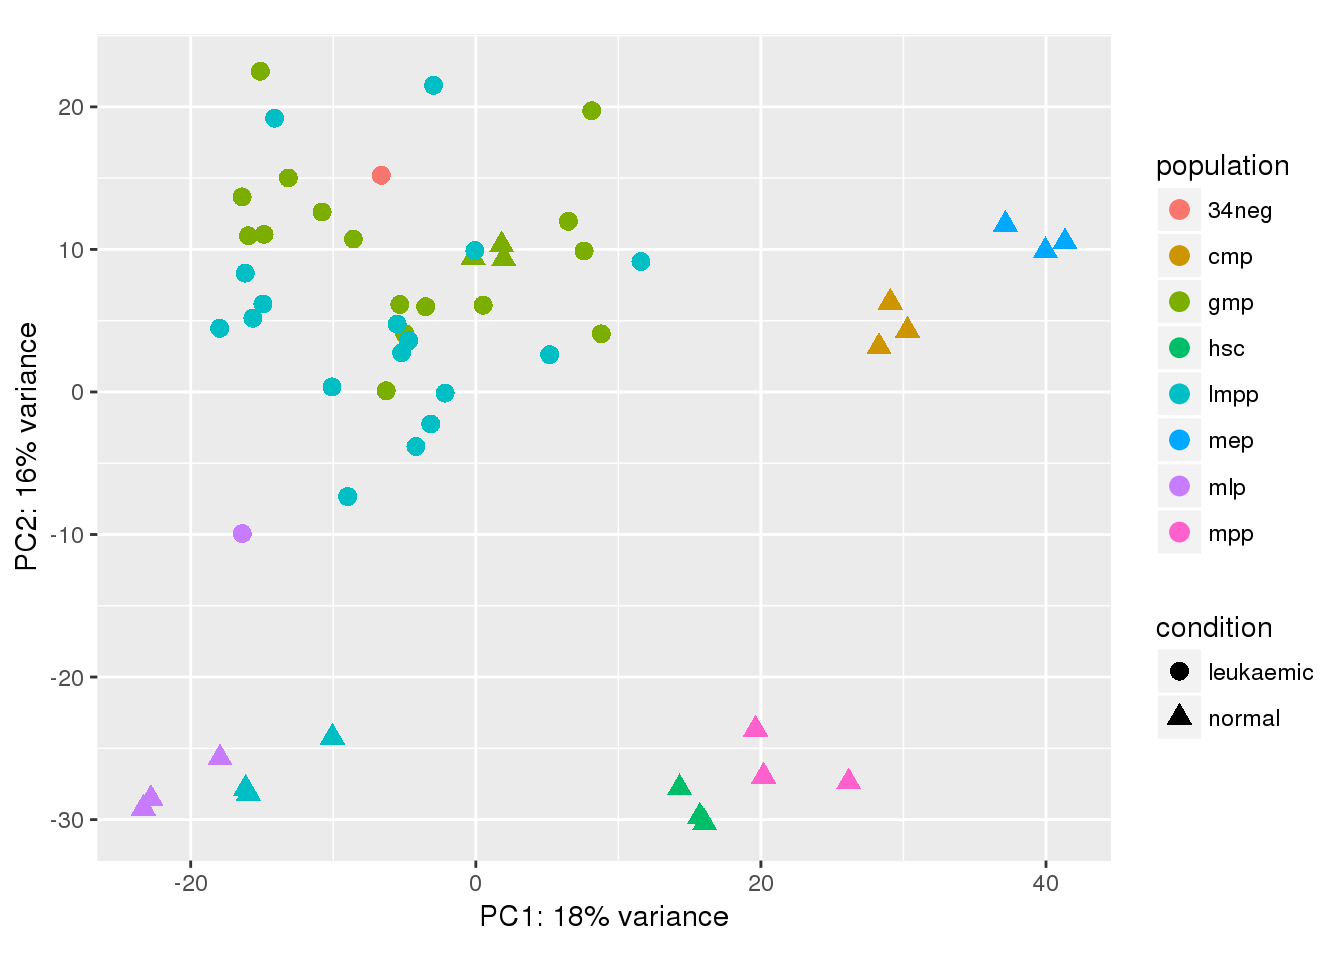 PC2: 16% variance
20
10
0
-10
-20
-30
-20
0
20
40
PC1: 18% variance
population
34neg
cmp
gmp
hsc
lmpp
mep
mlp
mpp
condition
leukaemic
normal